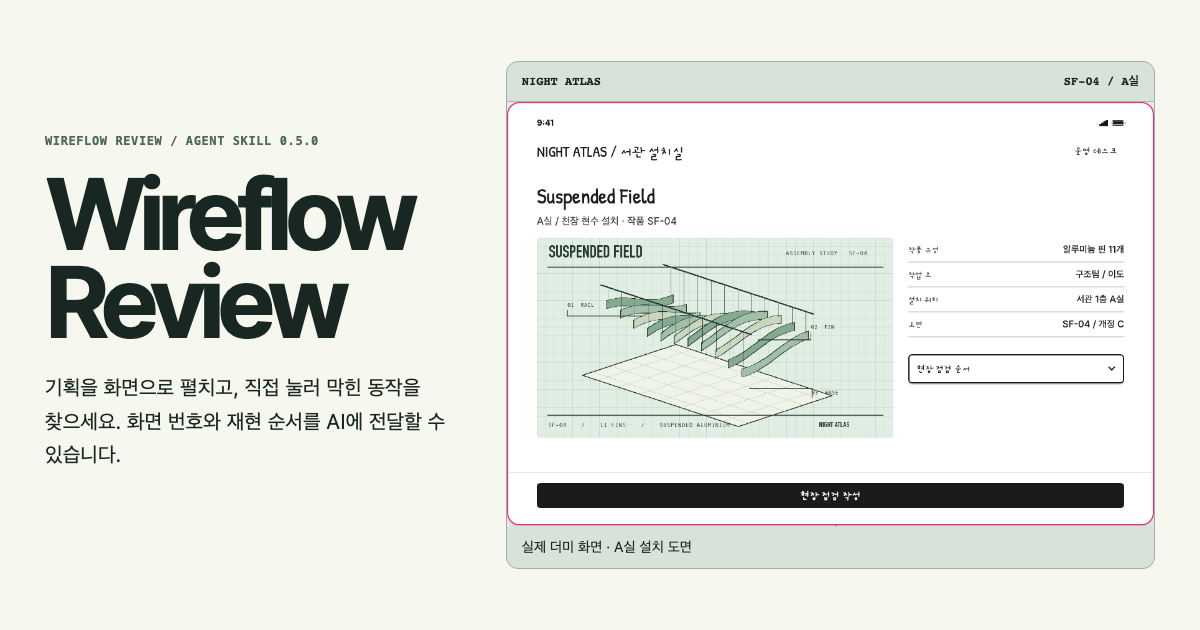 WIREFLOW REVIEW / AGENT SKILL 0.5.0
Wireflow
Review
기획을 화면으로 펼치고, 직접 눌러 막힌 동작을
찾으세요. 화면 번호와 재현 순서를 AI에 전달할 수
있습니다.
NIGHT ATLAS
SF-04 / A실
9:41
NIGHT ATLAS / 서관 설치실
운영 데스크
Suspended Field
A실 / 천장 현수 설치 · 작품 SF-04
SUSPENDED FIELD
ASSEMBLY STUDY SF-04
01 RAIL
02 FIN
03 BASE
SF-04 / 11 FINS / SUSPENDED ALUMINIUM
NIGHT ATLAS
작품 구성 알루미늄 핀 11개
작업 조 구조팀 / 이도
설치 위치 서관 1층 A실
도면 SF-04 / 개정 C
현장 점검 순서
현장 점검 작성
실제 더미 화면 · A실 설치 도면